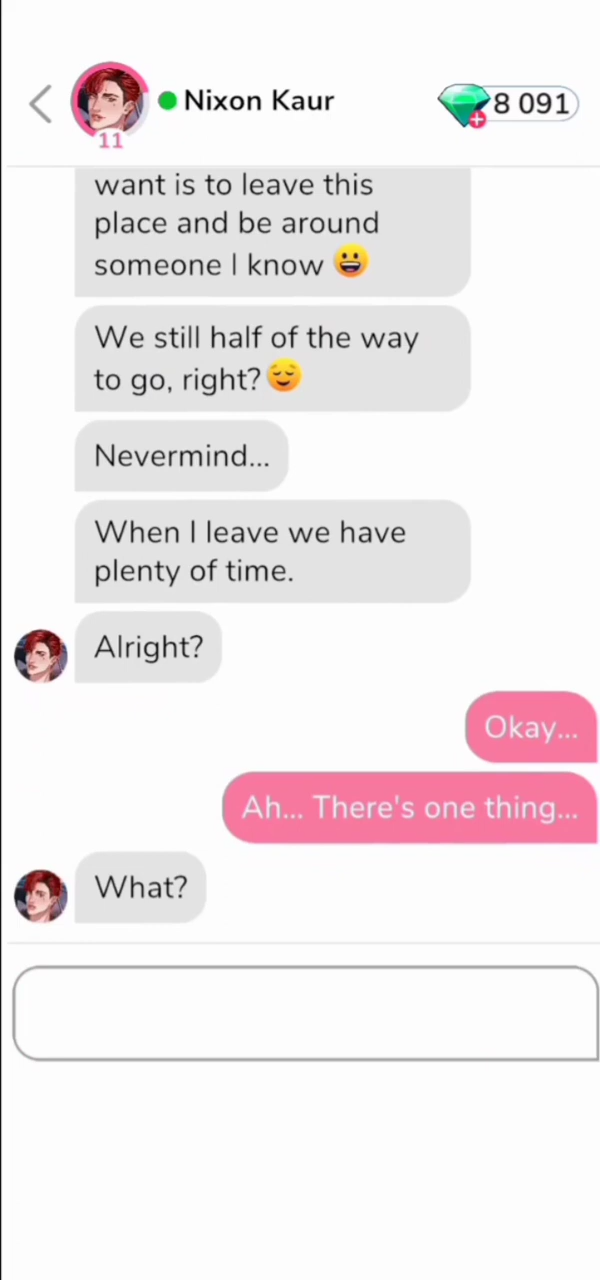 Nixon Kaur
8 091
11
want is to leave this
place and be around
someone I know 😀
We still half of the way
to go, right?😌
Nevermind...
When I leave we have
plenty of time.
Alright?
Okay...
Ah... There's one thing...
What?